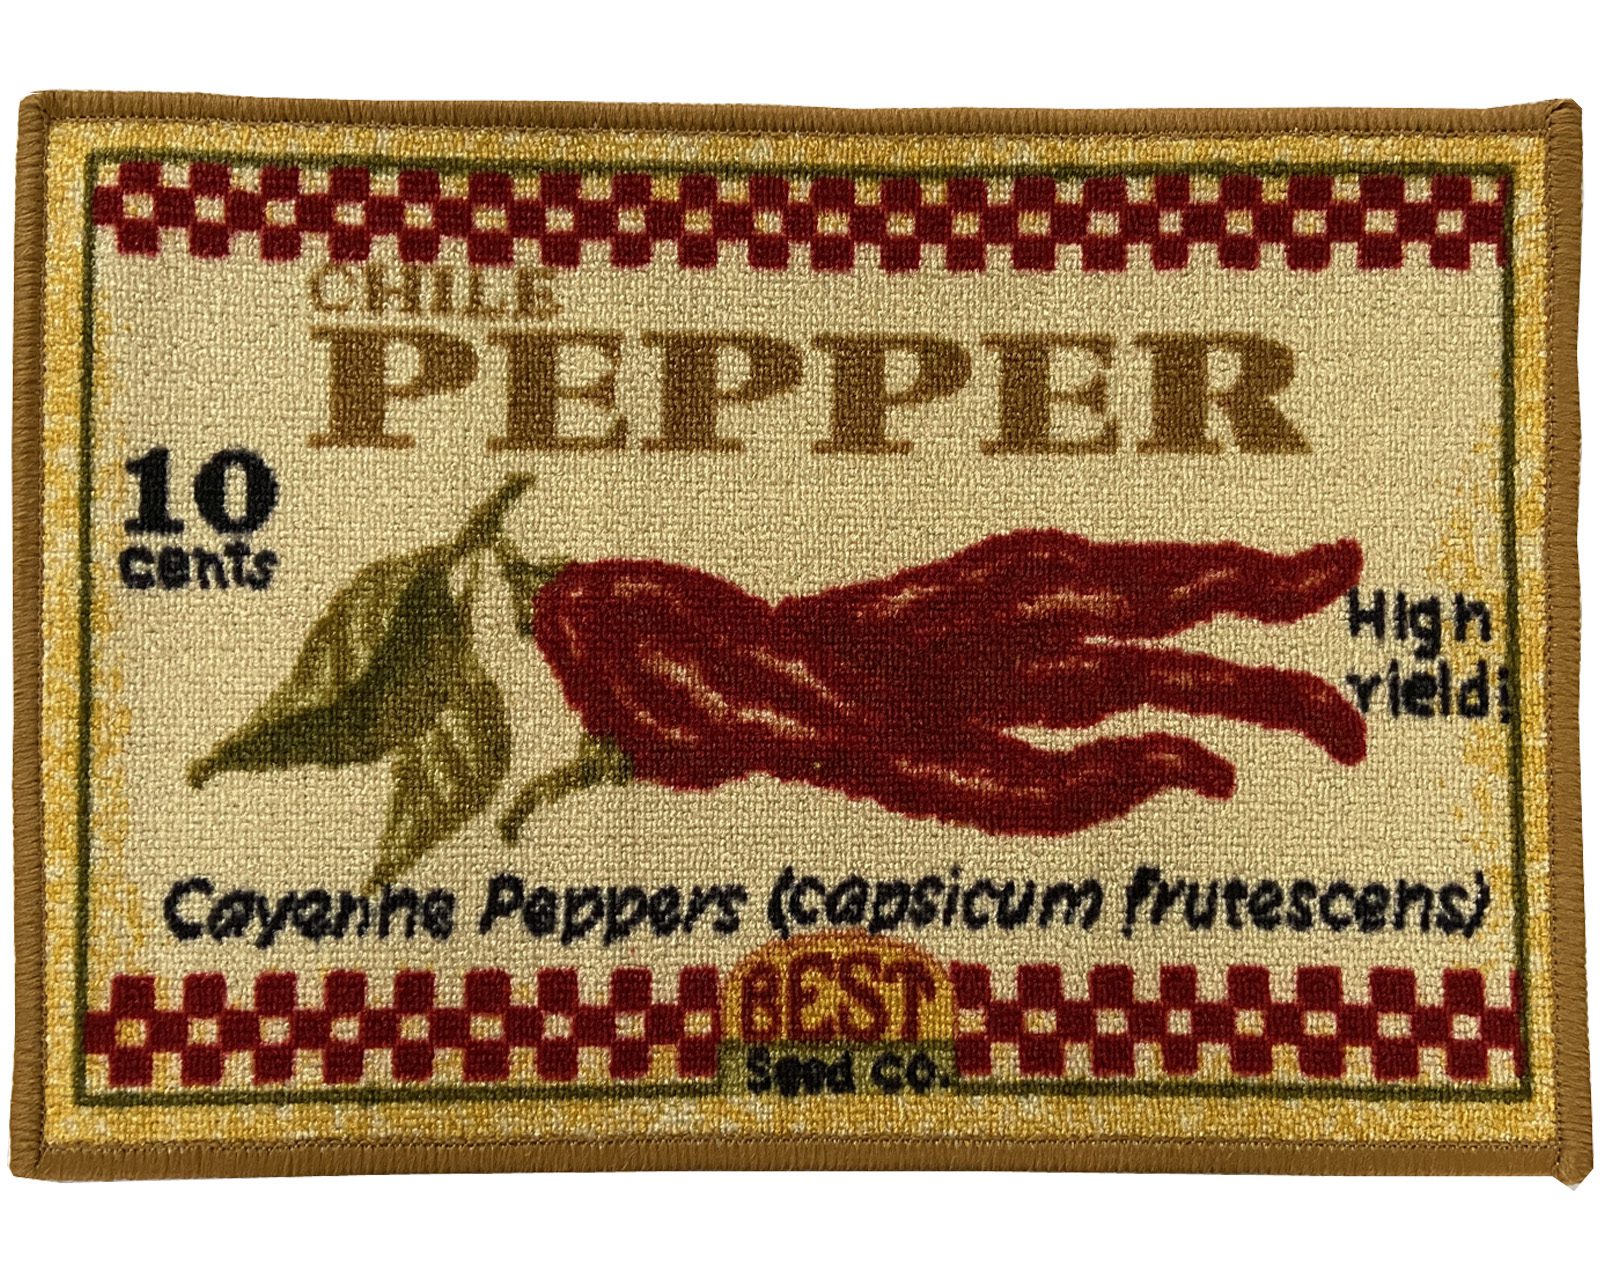 CHILE
PEPPER
10
cents
High
Yield!
Cayenne Peppers (capsicum frutescens)
BEST
Seed Co.